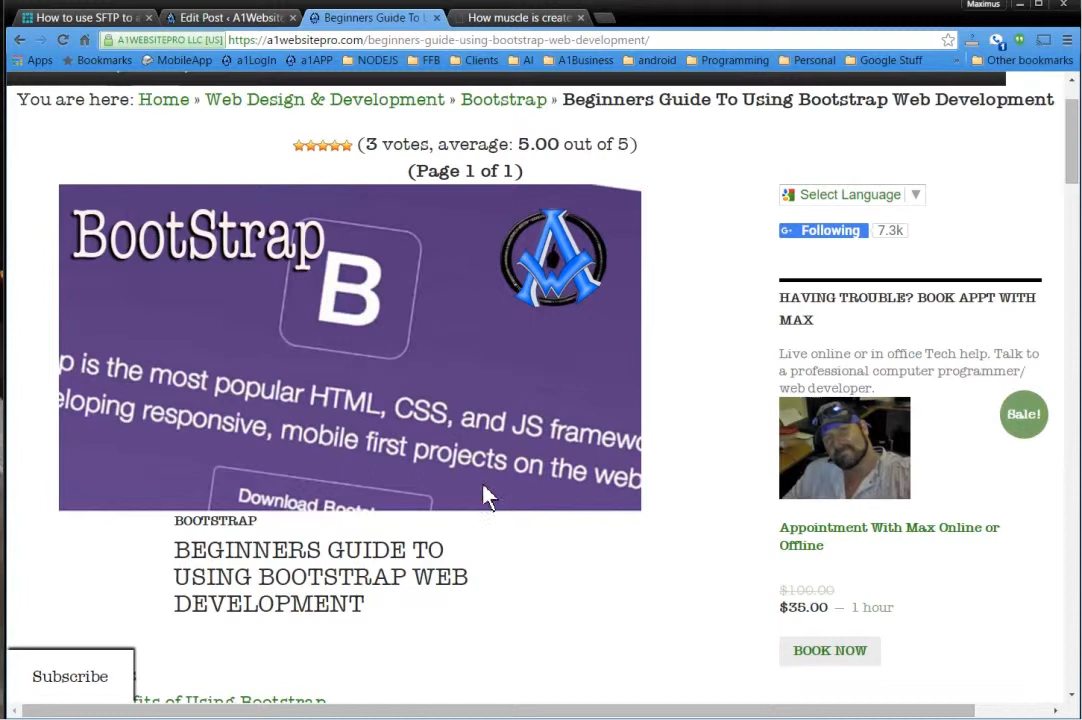 Maximus
How to use SFTP to a
Edit Post ‹ A1Website
Beginners Guide To U
How muscle is create
A1WEBSITEPRO LLC [US]
https://a1websitepro.com/beginners-guide-using-bootstrap-web-development/
Apps Bookmarks MobileApp a1LogIn a1APP NODEJS FFB Clients AI A1Business android Programming Personal Google Stuff » Other bookmarks
You are here: Home » Web Design & Development » Bootstrap » Beginners Guide To Using Bootstrap Web Development
(3 votes, average: 5.00 out of 5)
(Page 1 of 1)
BootStrap
B
p is the most popular HTML, CSS, and JS framewo
eloping responsive, mobile first projects on the web
Download Boots
BOOTSTRAP
BEGINNERS GUIDE TO
USING BOOTSTRAP WEB
DEVELOPMENT
Subscribe
fits of Using Bootstrap
Select Language ▼
G+ Following 7.3k
HAVING TROUBLE? BOOK APPT WITH
MAX
Live online or in office Tech help. Talk to
a professional computer programmer/
web developer.
Sale!
Appointment With Max Online or
Offline
$100.00
$35.00 — 1 hour
BOOK NOW